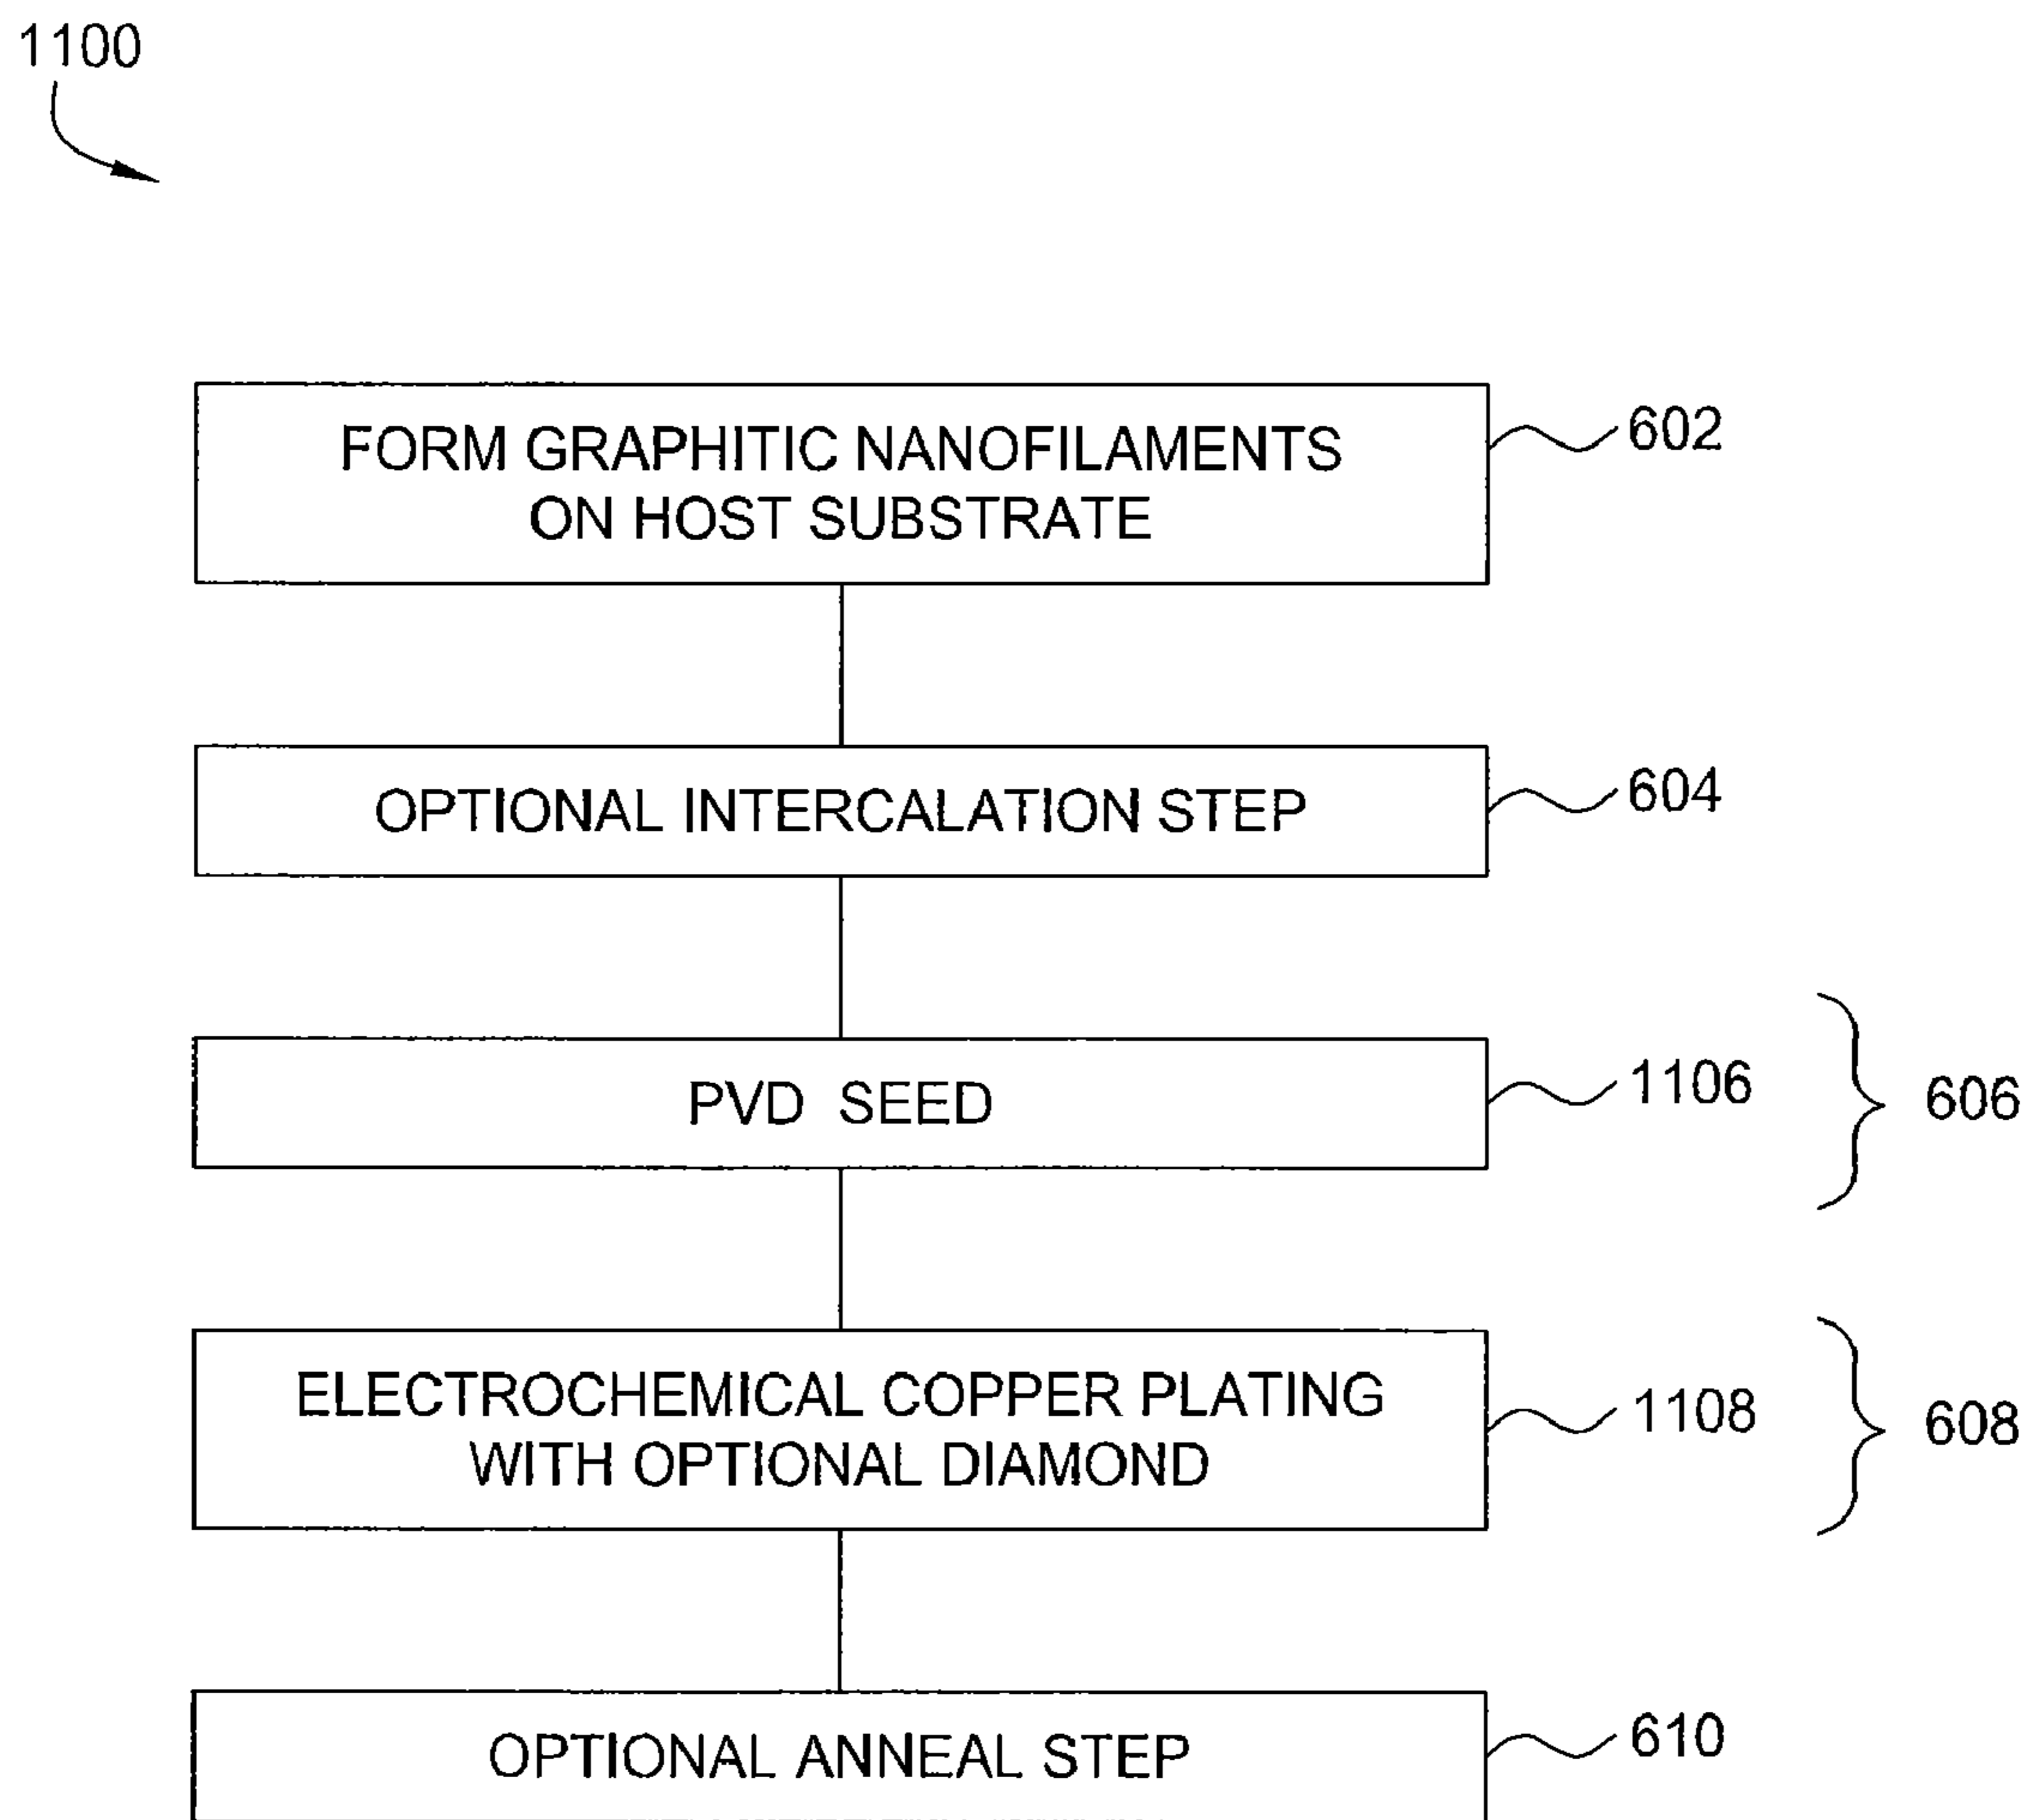 1100
FORM GRAPHITIC NANOFILAMENTS
ON HOST SUBSTRATE
602
OPTIONAL INTERCALATION STEP
604
PVD SEED
1106
606
ELECTROCHEMICAL COPPER PLATING
WITH OPTIONAL DIAMOND
1108
608
OPTIONAL ANNEAL STEP
610